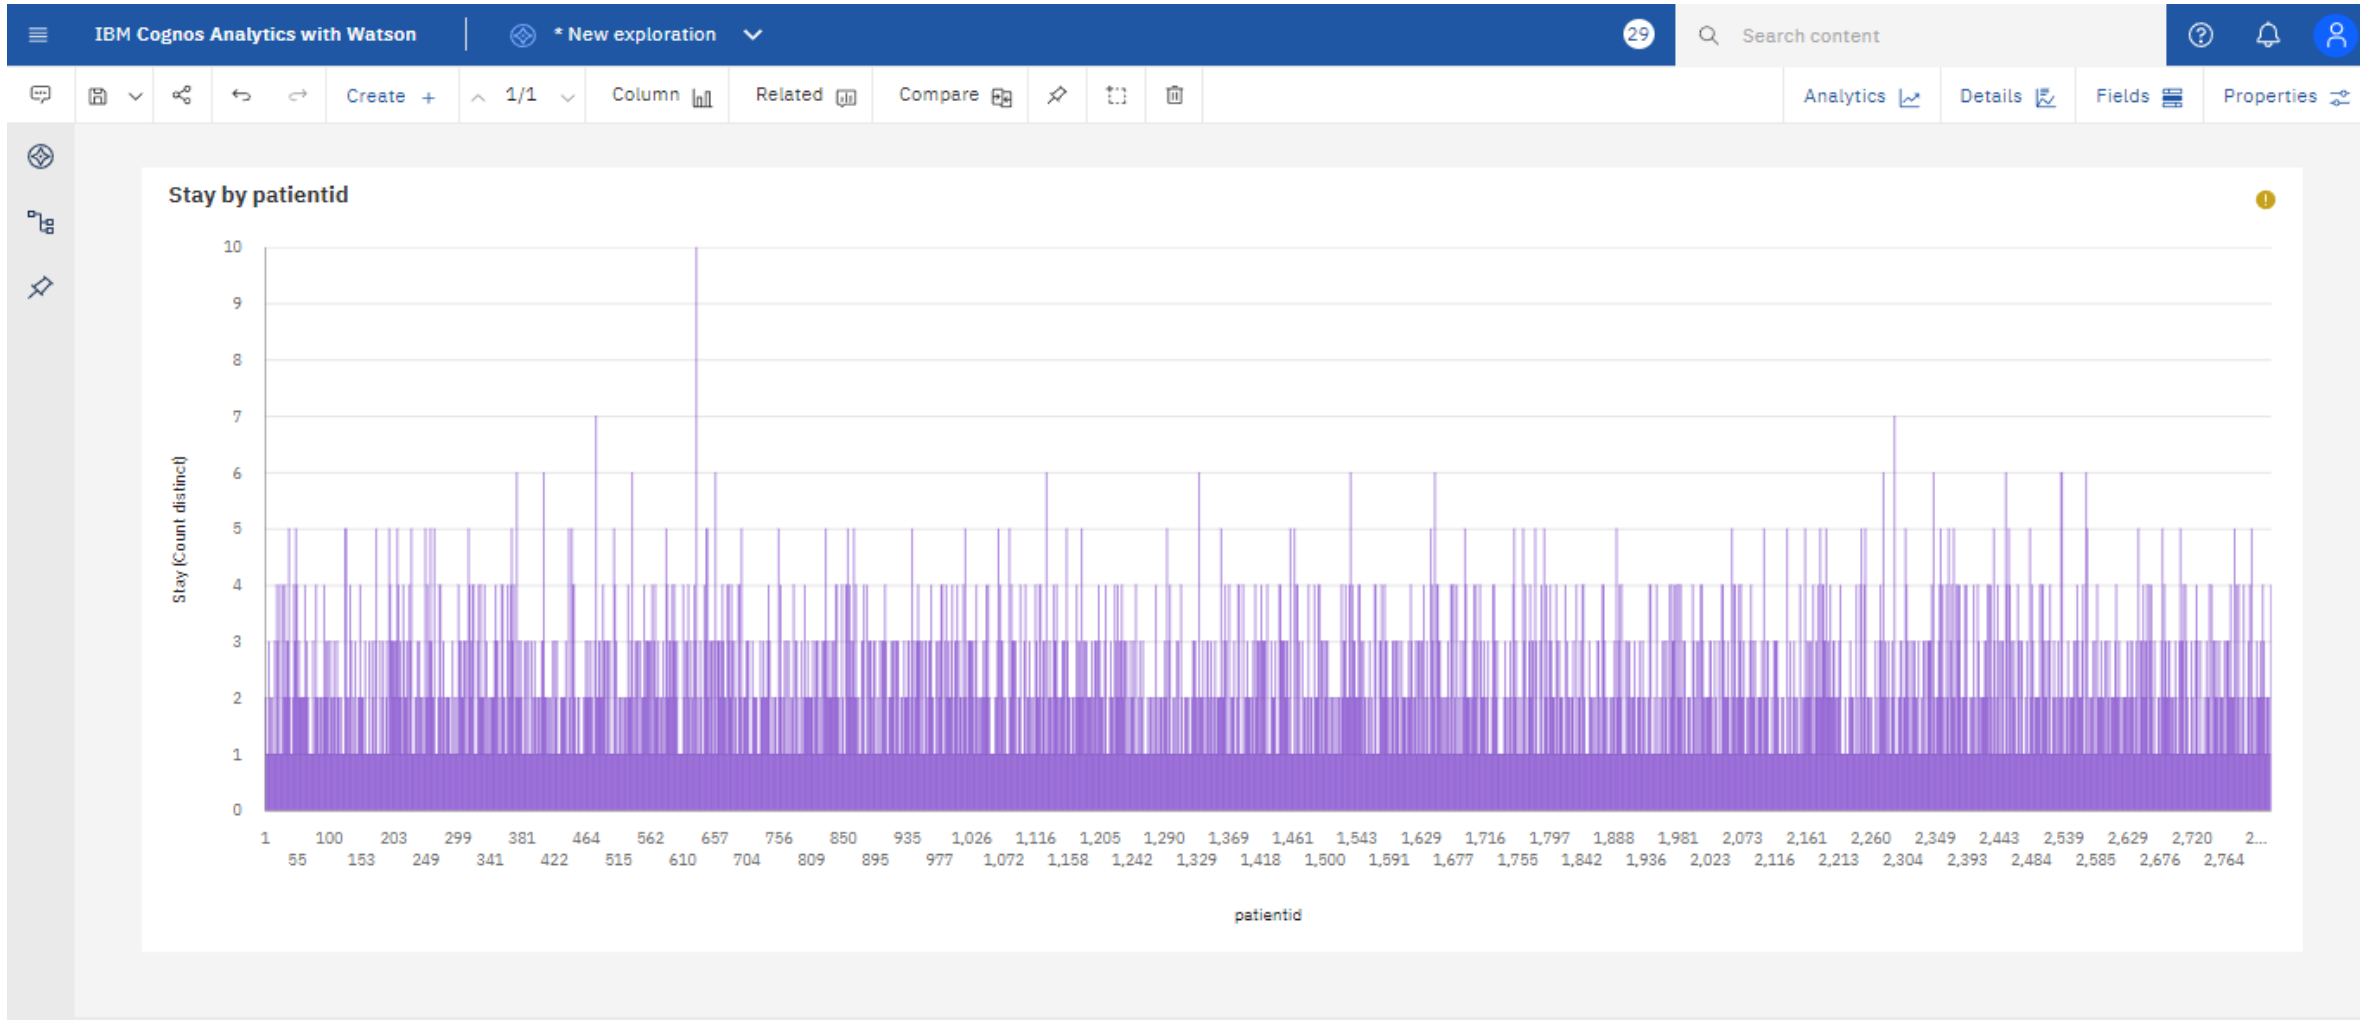 IBM Cognos Analytics with Watson
* New exploration
29
Search content
Create +
1/1
Column
Related
Compare
Analytics
Details
Fields
Properties
Stay by patientid
10
9
8
7
6
5
4
3
2
1
0
Stay (Count distinct)
1 100 203 299 381 464 562 657 756 850 935 1,026 1,116 1,205 1,290 1,369 1,461 1,543 1,629 1,716 1,797 1,888 1,981 2,073 2,161 2,260 2,349 2,443 2,539 2,629 2,720 2...
55 153 249 341 422 515 610 704 809 895 977 1,072 1,158 1,242 1,329 1,418 1,500 1,591 1,677 1,755 1,842 1,936 2,023 2,116 2,213 2,304 2,393 2,484 2,585 2,676 2,764
patientid